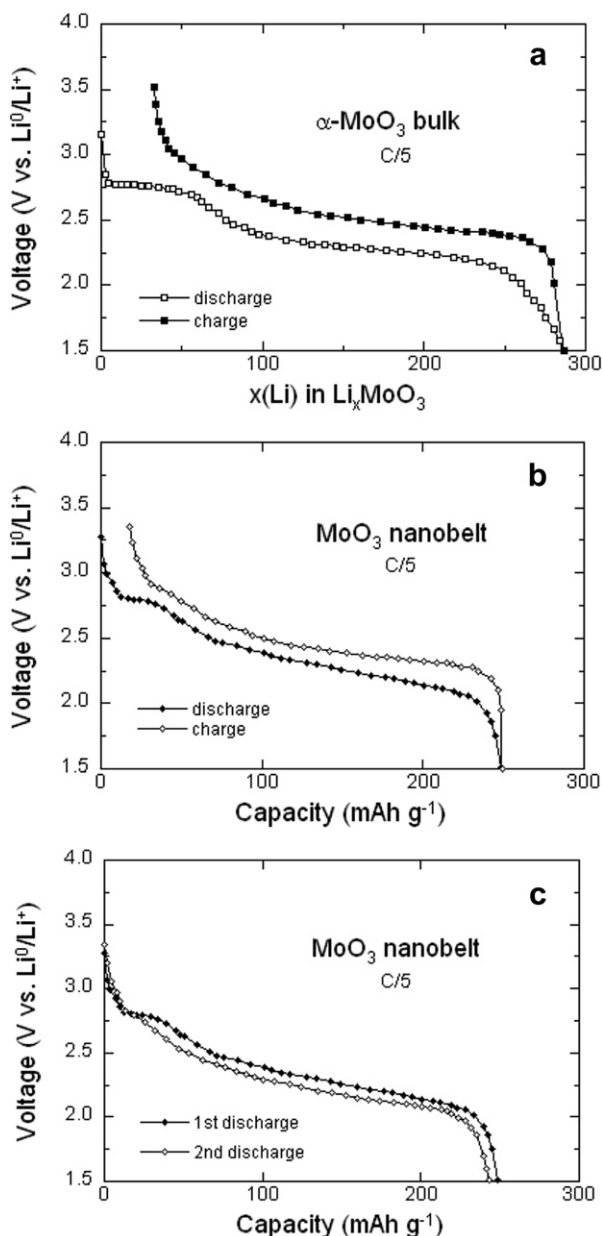 a
4.0
3.5
3.0
2.5
2.0
1.5
Voltage (V vs. Li⁰/Li⁺)
α-MoO₃ bulk
C/5
discharge
charge
0 100 200 300
x(Li) in LiₓMoO₃
b
4.0
3.5
3.0
2.5
2.0
1.5
Voltage (V vs. Li⁰/Li⁺)
MoO₃ nanobelt
C/5
discharge
charge
0 100 200 300
Capacity (mAh g⁻¹)
c
4.0
3.5
3.0
2.5
2.0
1.5
Voltage (V vs. Li⁰/Li⁺)
MoO₃ nanobelt
C/5
1st discharge
2nd discharge
0 100 200 300
Capacity (mAh g⁻¹)